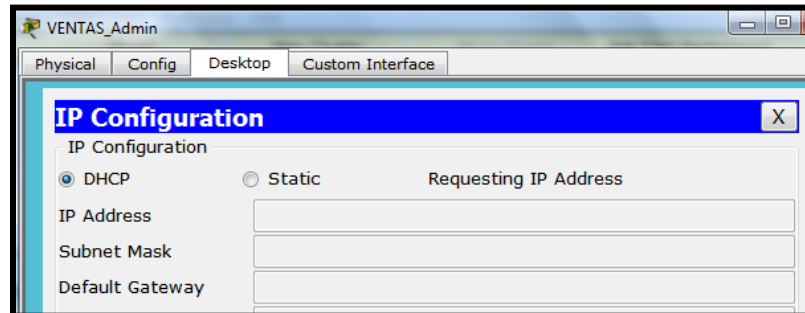 VENTAS_Admin
Physical Config Desktop Custom Interface
IP Configuration X
IP Configuration
DHCP Static Requesting IP Address
IP Address
Subnet Mask
Default Gateway